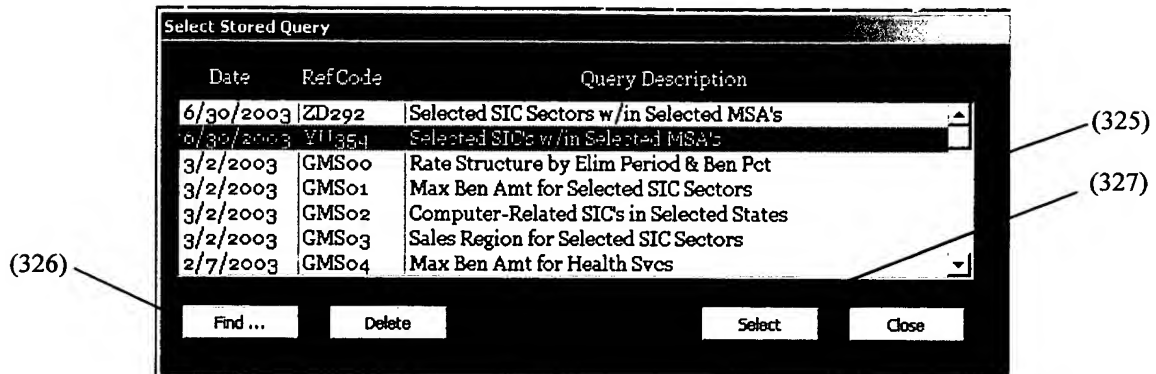 Select Stored Query
Date RefCode Query Description
6/30/2003 ZD292 Selected SIC Sectors w/in Selected MSA's
6/30/2003 YU354 Selected SIC's w/in Selected MSA's
3/2/2003 GMS00 Rate Structure by Elim Period & Ben Pct
3/2/2003 GMS01 Max Ben Amt for Selected SIC Sectors
3/2/2003 GMS02 Computer-Related SIC's in Selected States
3/2/2003 GMS03 Sales Region for Selected SIC Sectors
2/7/2003 GMS04 Max Ben Amt for Health Svcs
(325)
(327)
(326)
Find ... Delete Select Close